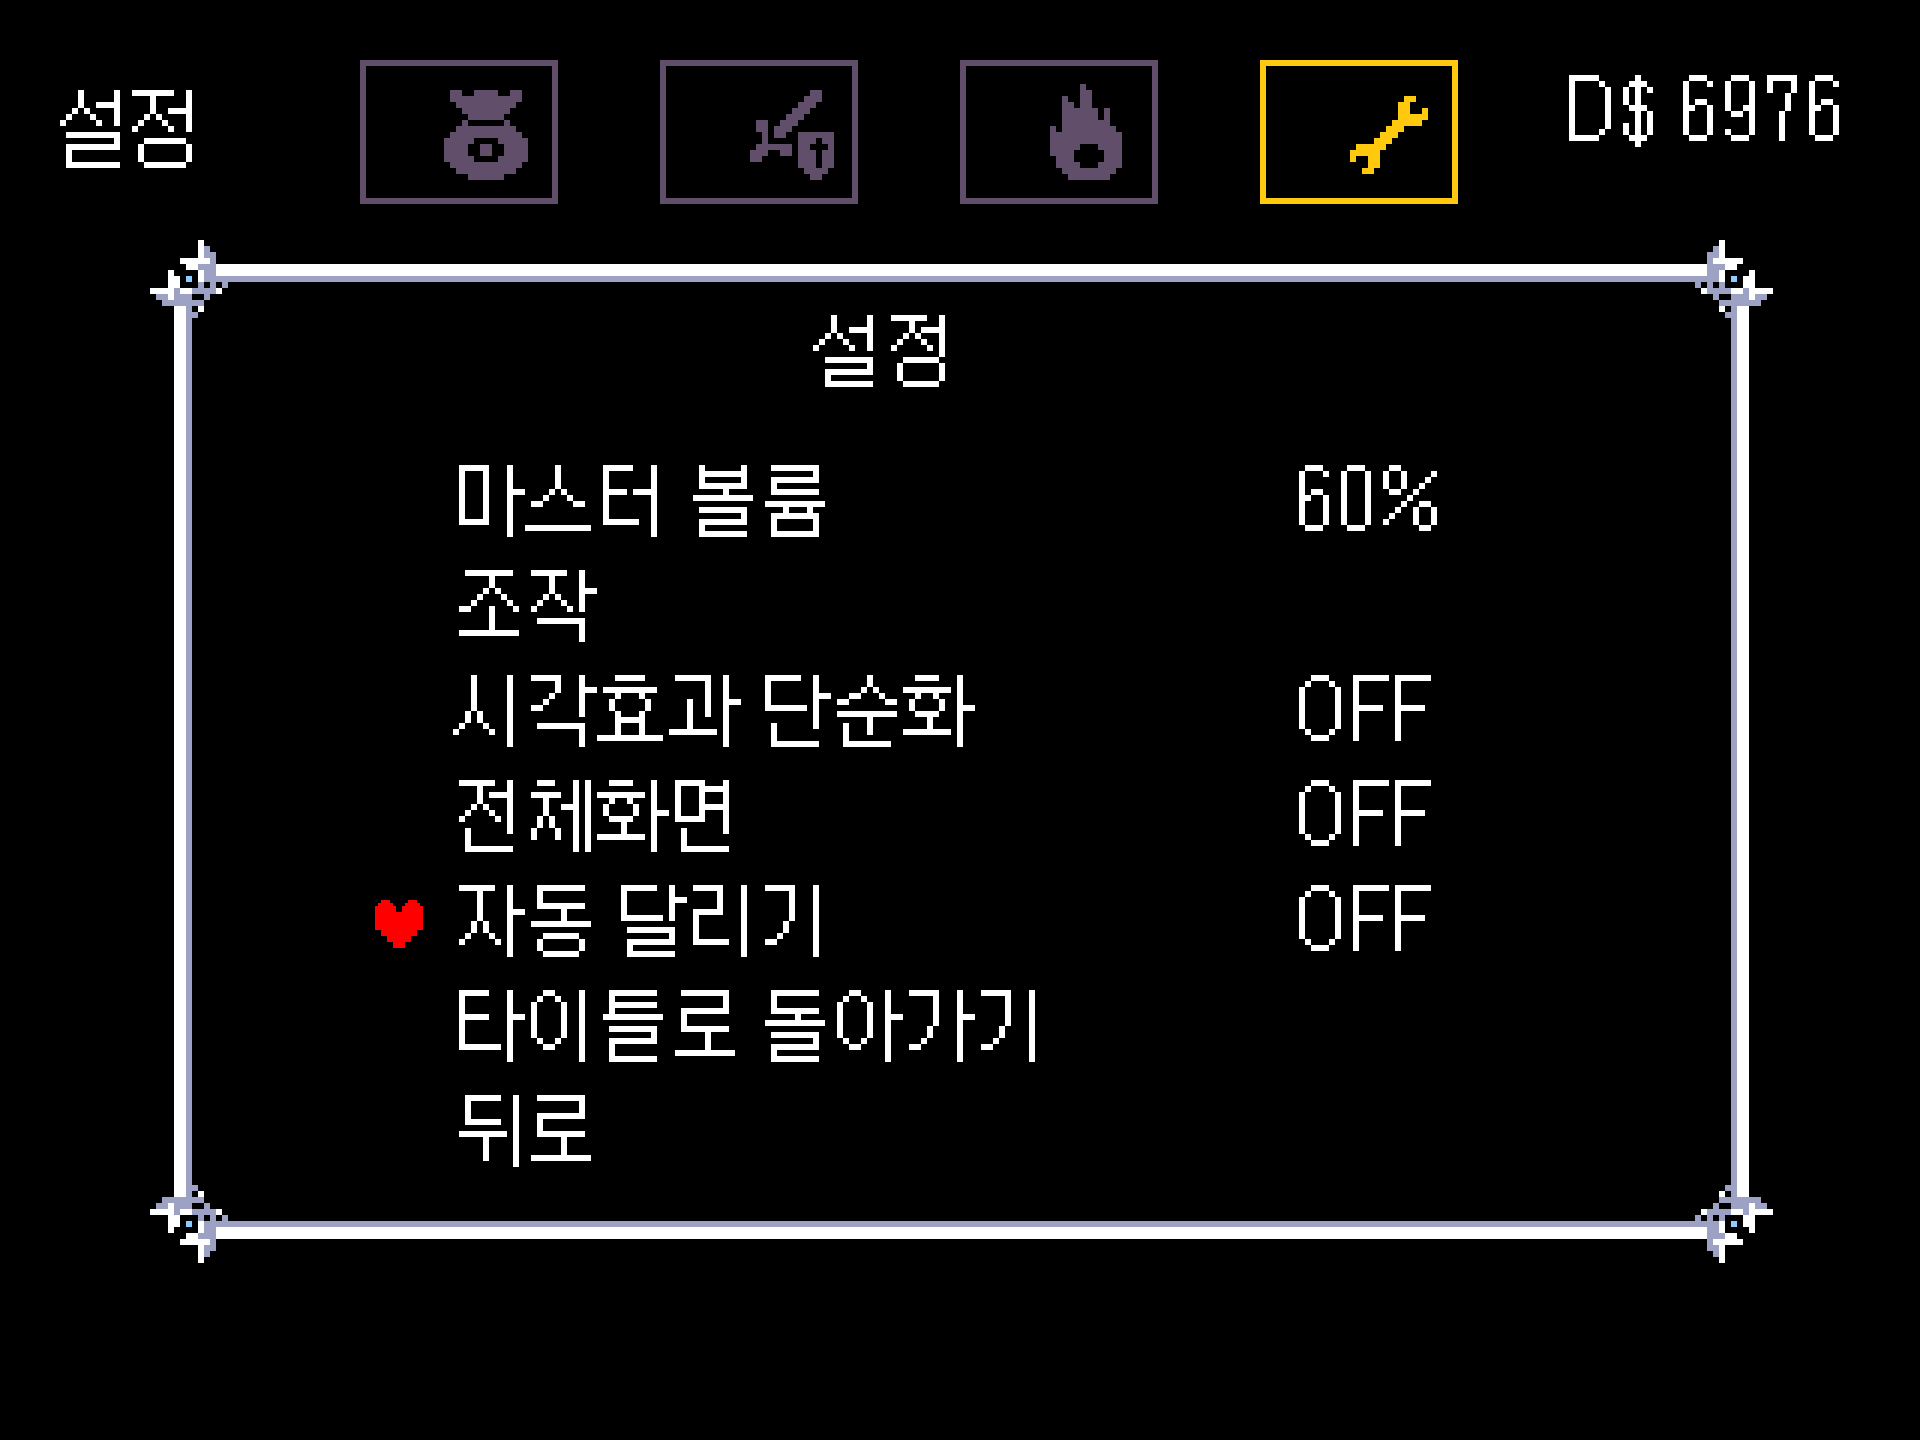 설정 D$ 6976
설정
마스터 볼륨 60%
조작
시각효과 단순화 OFF
전체화면 OFF
자동 달리기 OFF
타이틀로 돌아가기
뒤로